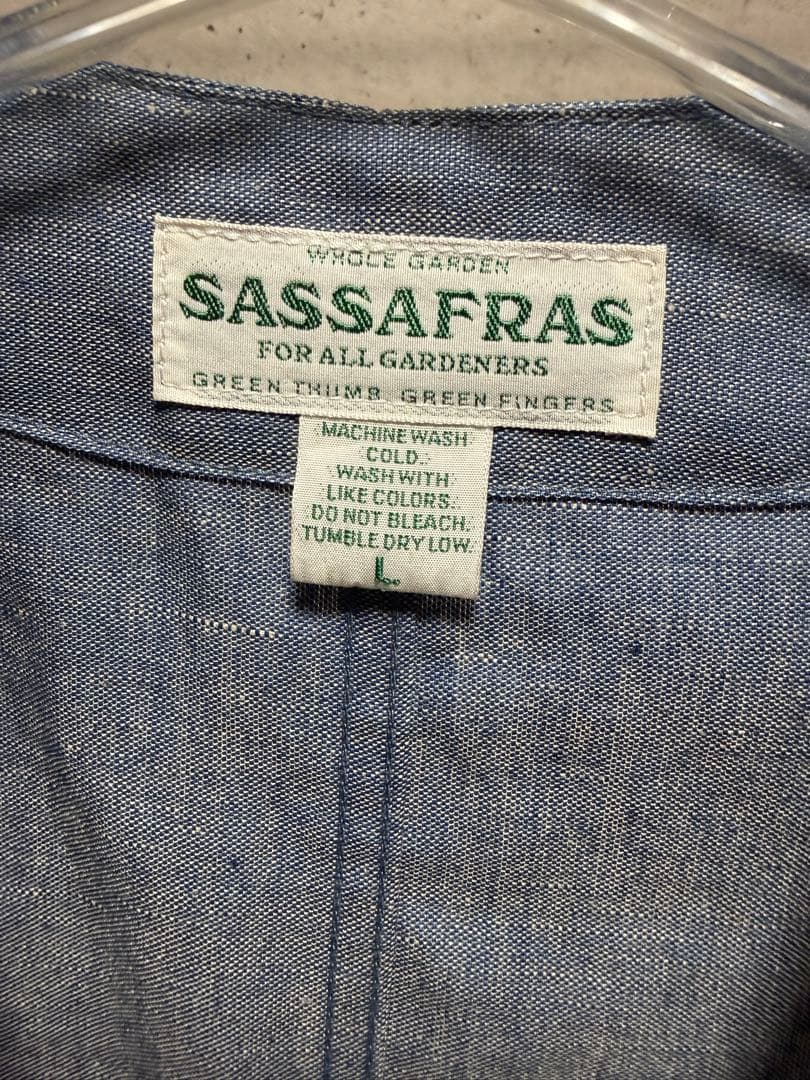 WHOLE GARDEN
SASSAFRAS
FOR ALL GARDENERS
GREEN THUMB GREEN FINGERS
MACHINE WASH
COLD.
WASH WITH
LIKE COLORS.
DO NOT BLEACH.
TUMBLE DRY LOW.
L